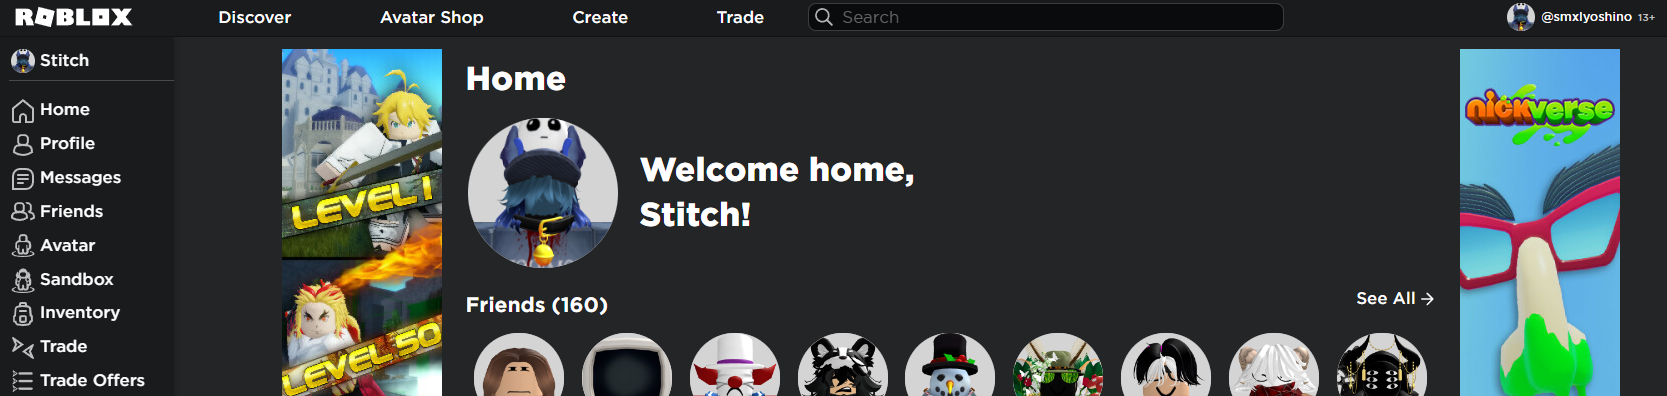 ROBLOX
Discover
Avatar Shop
Create
Trade
Search
@smxlyoshino 13+
Stitch
Home
Profile
Messages
Friends
Avatar
Sandbox
Inventory
Trade
Trade Offers
LEVEL 1
LEVEL 50
Home
Welcome home,
Stitch!
Friends (160)
See All →
nickverse